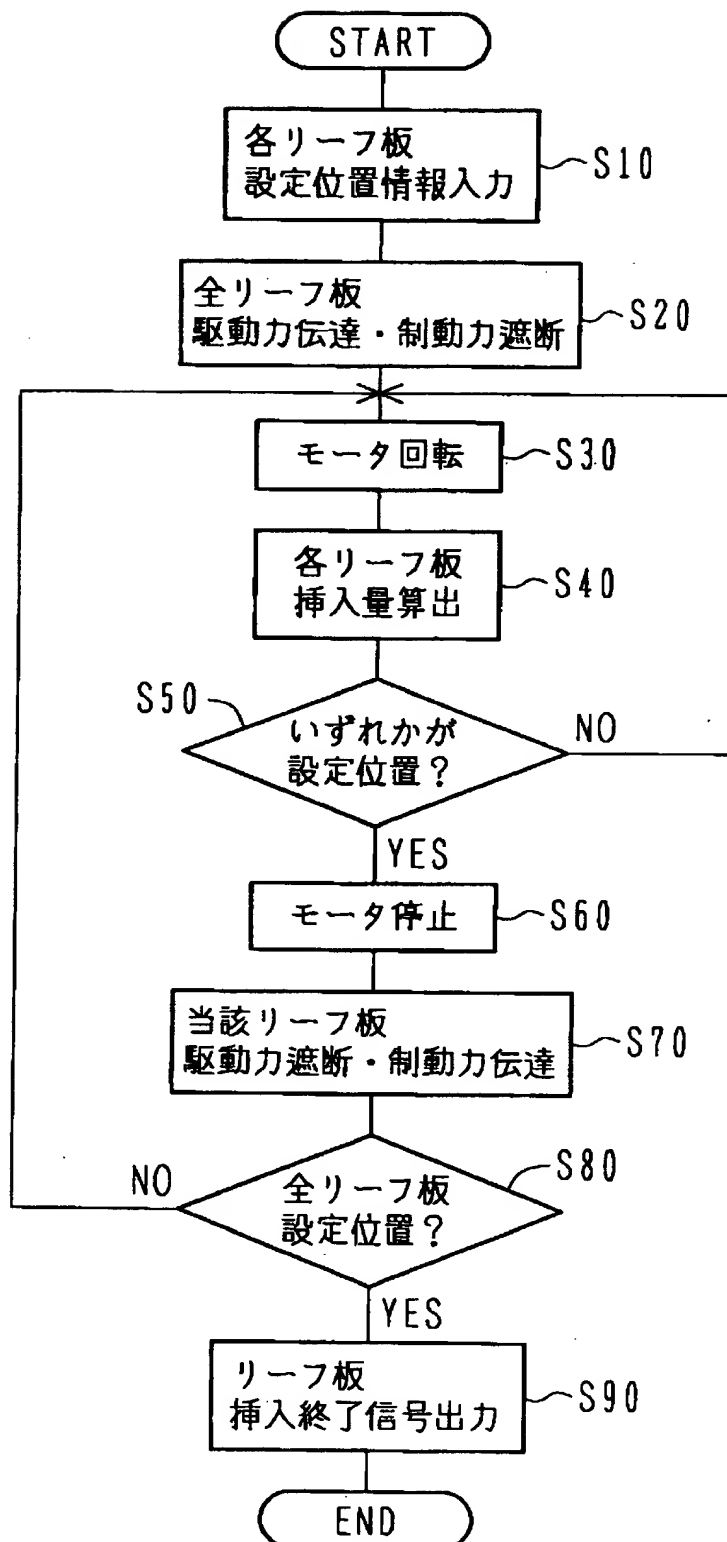 START
各リーフ板
設定位置情報入力
S10
全リーフ板
駆動力伝達・制動力遮断
S20
モータ回転
S30
各リーフ板
挿入量算出
S40
S50
いずれかが
設定位置?
NO
YES
モータ停止
S60
当該リーフ板
駆動力遮断・制動力伝達
S70
NO
全リーフ板
設定位置?
S80
YES
リーフ板
挿入終了信号出力
S90
END